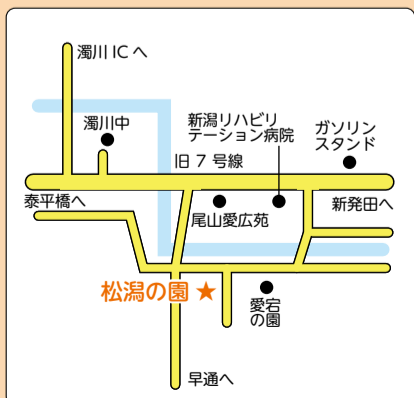 濁川 IC へ
濁川中
新潟リハビリ
テーション病院
ガソリン
スタンド
旧 7 号線
泰平橋へ
尾山愛広苑
新発田へ
松潟の園 ★
愛宕
の園
早通へ